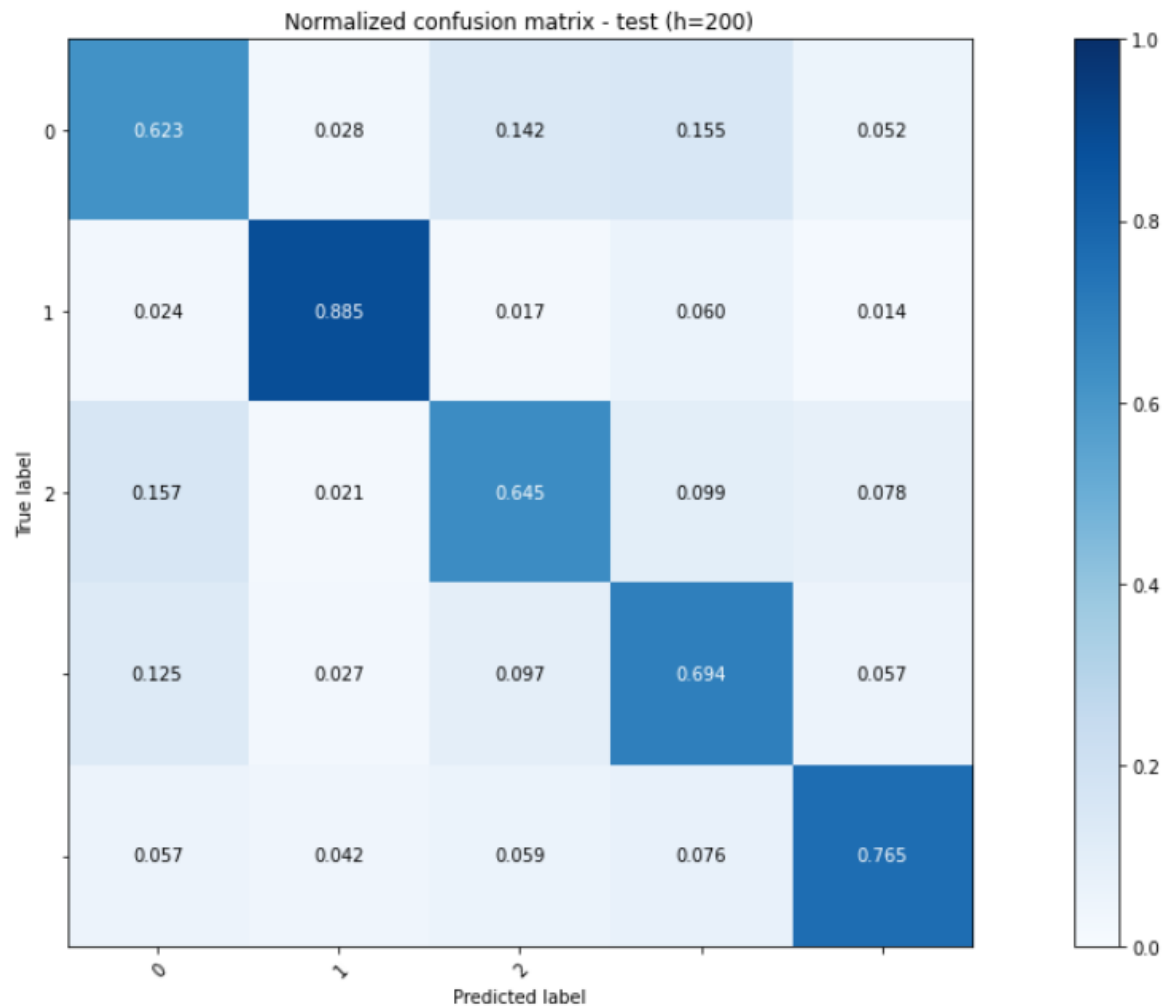 Normalized confusion matrix - test (h=200)
0 0.623 0.028 0.142 0.155 0.052
1 0.024 0.885 0.017 0.060 0.014
2 0.157 0.021 0.645 0.099 0.078
0.125 0.027 0.097 0.694 0.057
0.057 0.042 0.059 0.076 0.765
True label
0 1 2
Predicted label
1.0
0.8
0.6
0.4
0.2
0.0